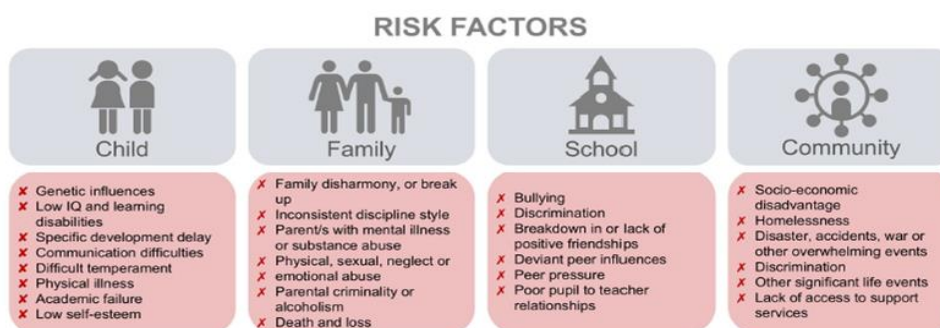 RISK FACTORS
Child
✘ Genetic influences
✘ Low IQ and learning
disabilities
✘ Specific development delay
✘ Communication difficulties
✘ Difficult temperament
✘ Physical illness
✘ Academic failure
✘ Low self-esteem
Family
✗ Family disharmony, or break
up
✗ Inconsistent discipline style
✗ Parent/s with mental illness
or substance abuse
✗ Physical, sexual, neglect or
✗ emotional abuse
✗ Parental criminality or
alcoholism
✗ Death and loss
School
✗ Bullying
✗ Discrimination
✗ Breakdown in or lack of
positive friendships
✗ Deviant peer influences
✗ Peer pressure
✗ Poor pupil to teacher
relationships
Community
✗ Socio-economic
disadvantage
✗ Homelessness
✗ Disaster, accidents, war or
other overwhelming events
✗ Discrimination
✗ Other significant life events
✗ Lack of access to support
services